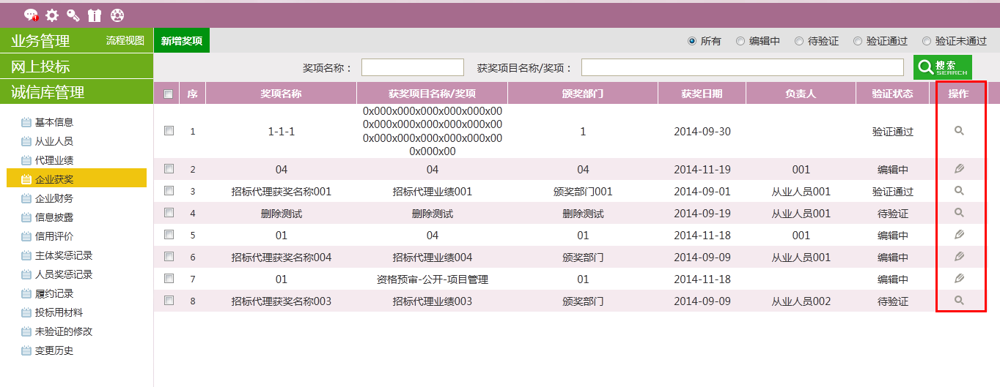 业务管理 流程视图 新增奖项 所有 编辑中 待验证 验证通过 验证未通过
网上投标
诚信库管理
基本信息
从业人员
代理业绩
企业获奖
企业财务
信息披露
信用评价
主体奖惩记录
人员奖惩记录
履约记录
投标用材料
未验证的修改
变更历史
奖项名称： 获奖项目名称/奖项： 搜索 SEARCH
序 奖项名称 获奖项目名称/奖项 颁奖部门 获奖日期 负责人 验证状态 操作
0x000x000x000x000x000x00
0x000x000x000x000x000x00
1 1-1-1 1 2014-09-30 验证通过
0x000x000x000x000x000x00
0x000x00
2 04 04 04 2014-11-19 001 编辑中
3 招标代理获奖名称001 招标代理业绩001 颁奖部门001 2014-09-01 从业人员001 验证通过
4 删除测试 删除测试 删除测试 2014-09-19 从业人员001 待验证
5 01 04 01 2014-11-18 001 编辑中
6 招标代理获奖名称004 招标代理业绩004 颁奖部门 2014-09-09 从业人员001 编辑中
7 01 资格预审-公开-项目管理 01 2014-11-18 编辑中
8 招标代理获奖名称003 招标代理业绩003 颁奖部门 2014-09-09 从业人员002 待验证